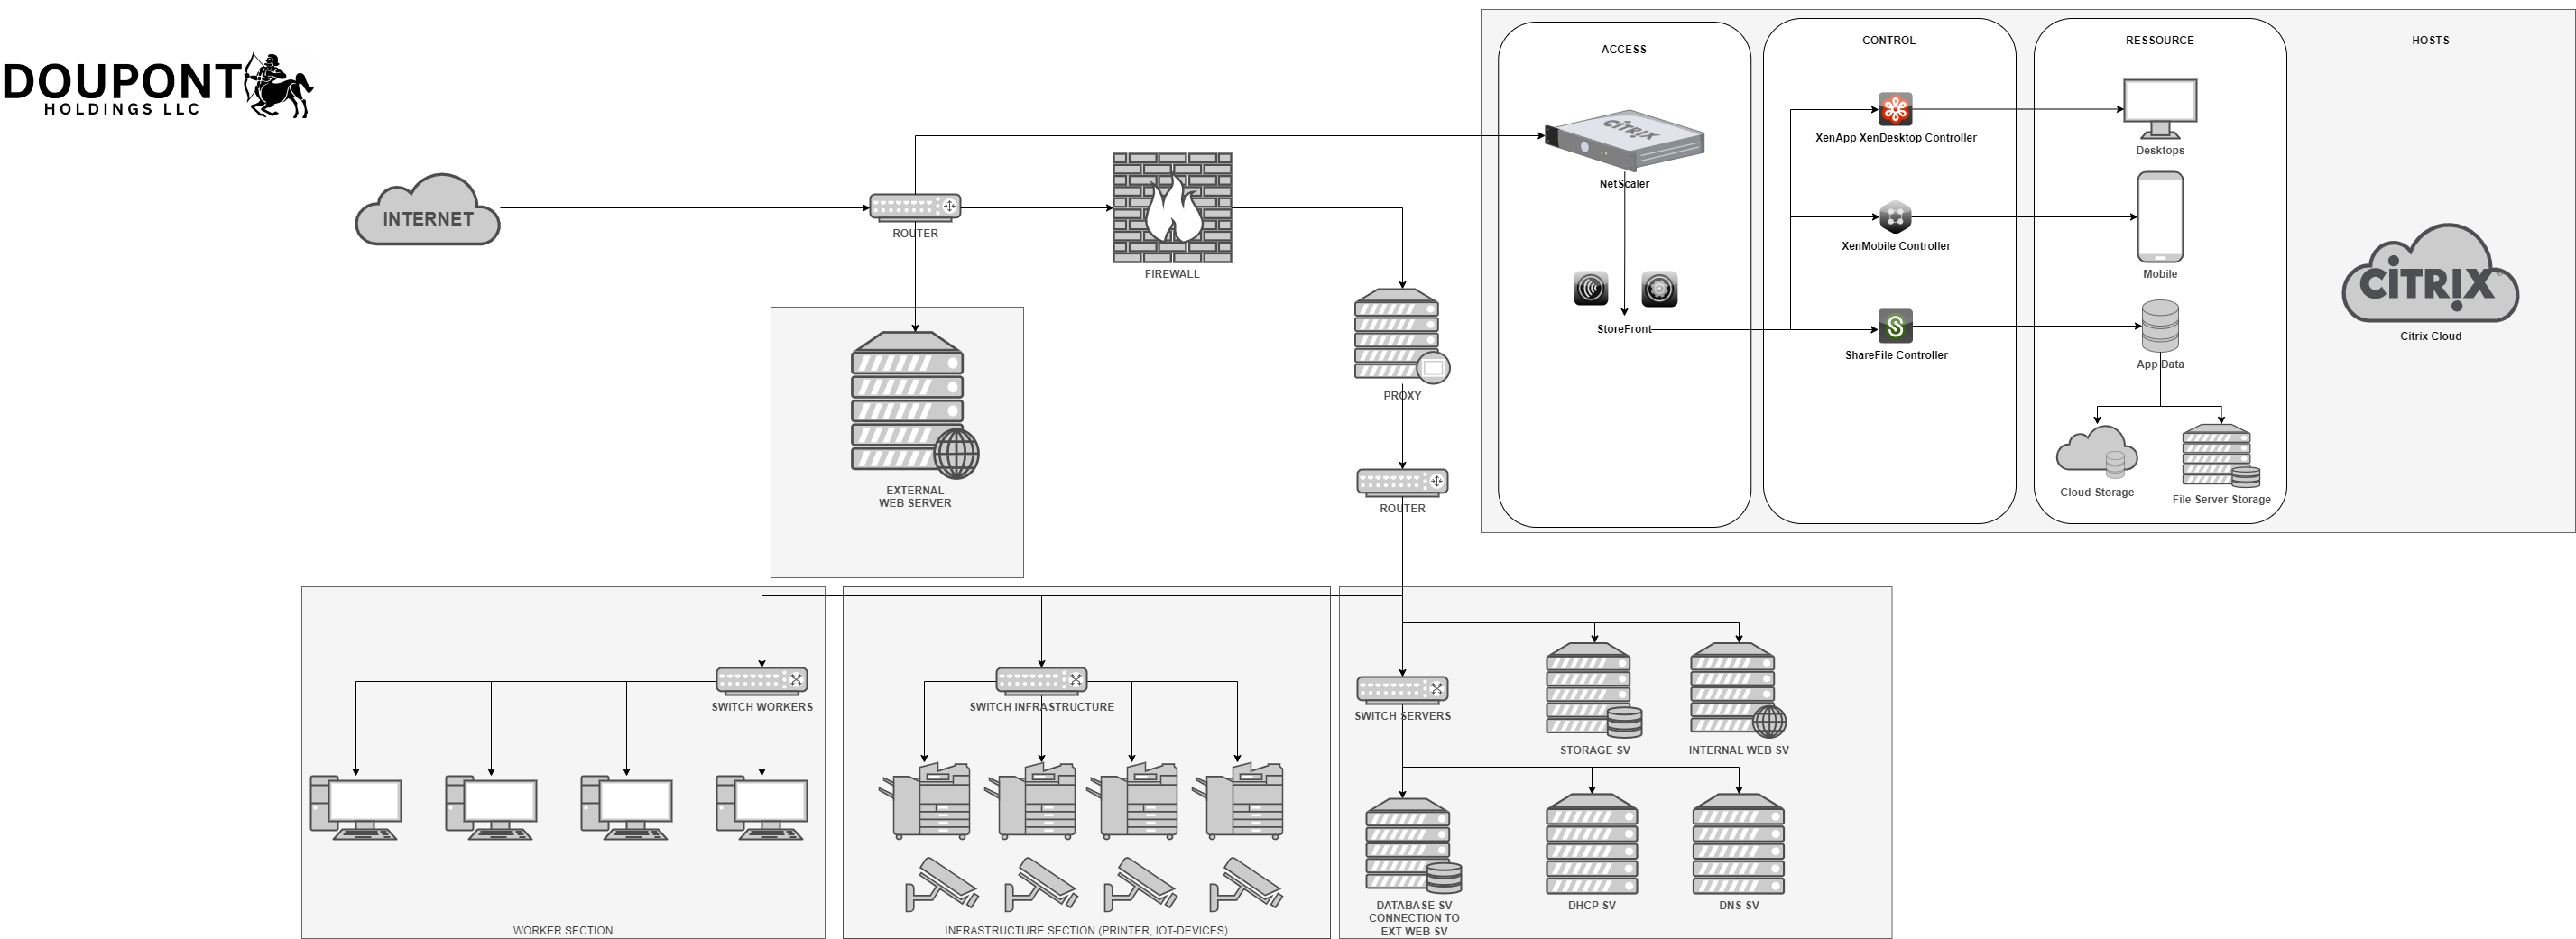 DOUPONT
HOLDINGS LLC
INTERNET
ROUTER
FIREWALL
EXTERNAL
WEB SERVER
PROXY
ROUTER
ACCESS
CITRIX
NetScaler
StoreFront
CONTROL
XenApp XenDesktop Controller
XenMobile Controller
ShareFile Controller
RESSOURCE
Desktops
Mobile
App Data
Cloud Storage
File Server Storage
HOSTS
CITRIX
Citrix Cloud
SWITCH WORKERS
WORKER SECTION
SWITCH INFRASTRUCTURE
INFRASTRUCTURE SECTION (PRINTER, IOT-DEVICES)
SWITCH SERVERS
STORAGE SV
INTERNAL WEB SV
DATABASE SV
CONNECTION TO
EXT WEB SV
DHCP SV
DNS SV